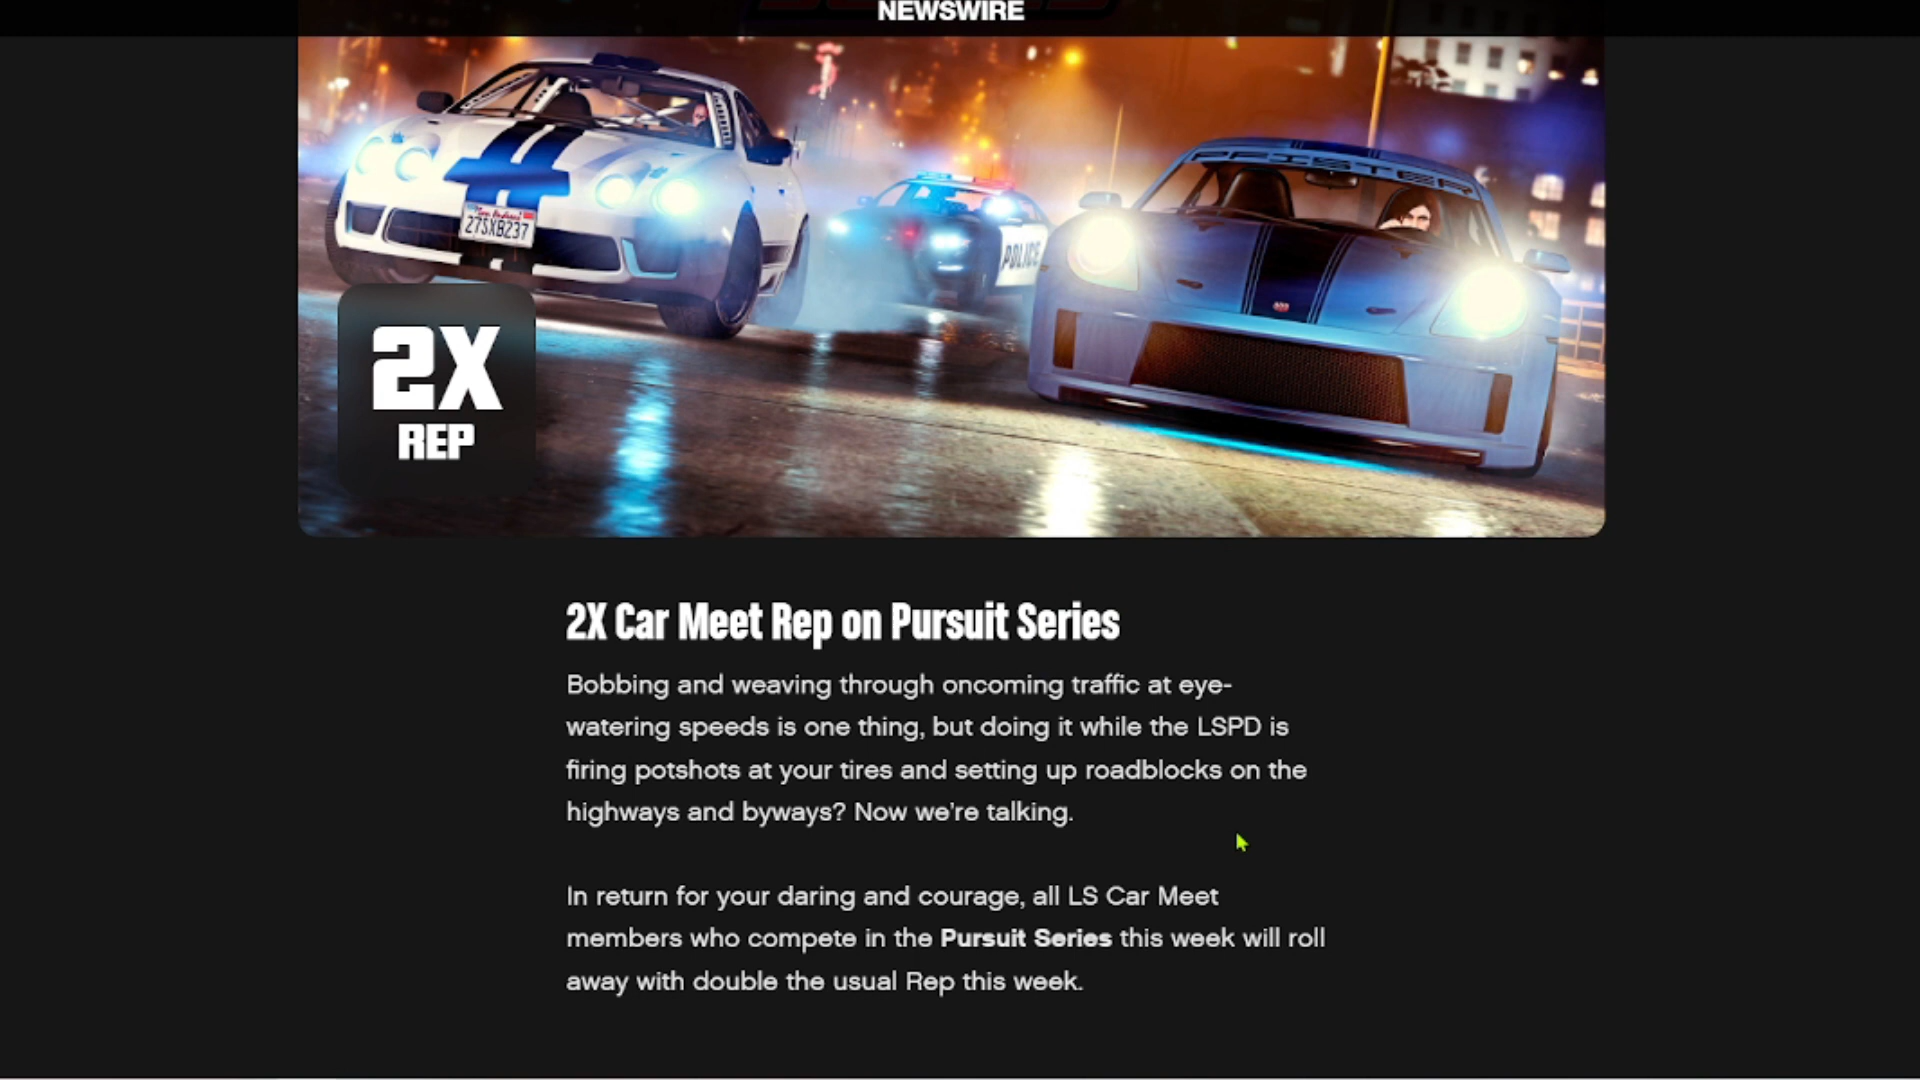 NEWSWIRE
PFISTER
San Andreas
27SXB237
POLICE
2X
REP
2X Car Meet Rep on Pursuit Series
Bobbing and weaving through oncoming traffic at eye-
watering speeds is one thing, but doing it while the LSPD is
firing potshots at your tires and setting up roadblocks on the
highways and byways? Now we're talking.
In return for your daring and courage, all LS Car Meet
members who compete in the Pursuit Series this week will roll
away with double the usual Rep this week.